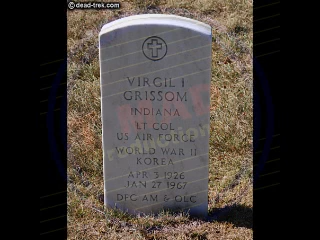 © dead-trek.com
VIRGIL I
GRISSOM
INDIANA
LT COL
US AIR FORCE
WORLD WAR II
KOREA
APR 3 1926
JAN 27 1967
DFC AM & OLC